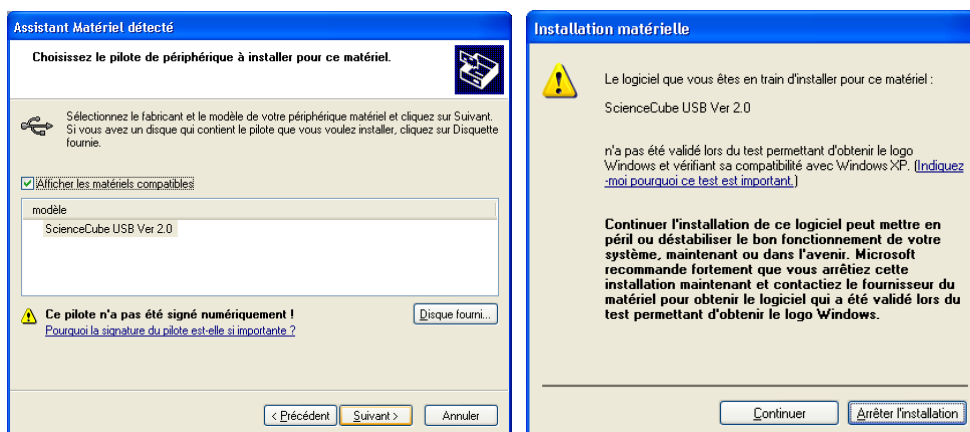 Assistant Matériel détecté
Choisissez le pilote de périphérique à installer pour ce matériel.
Sélectionnez le fabricant et le modèle de votre périphérique matériel et cliquez sur Suivant.
Si vous avez un disque qui contient le pilote que vous voulez installer, cliquez sur Disquette
fournie.
Afficher les matériels compatibles
modèle
ScienceCube USB Ver 2.0
Ce pilote n'a pas été signé numériquement !
Disque fourni...
Pourquoi la signature du pilote est-elle si importante ?
< Précédent
Suivant >
Annuler
Installation matérielle
Le logiciel que vous êtes en train d'installer pour ce matériel :
ScienceCube USB Ver 2.0
n'a pas été validé lors du test permettant d'obtenir le logo
Windows et vérifiant sa compatibilité avec Windows XP. (Indiquez
-moi pourquoi ce test est important.)
Continuer l'installation de ce logiciel peut mettre en
péril ou déstabiliser le bon fonctionnement de votre
système, maintenant ou dans l'avenir. Microsoft
recommande fortement que vous arrêtiez cette
installation maintenant et contactiez le fournisseur du
matériel pour obtenir le logiciel qui a été validé lors du
test permettant d'obtenir le logo Windows.
Continuer
Arrêter l'installation